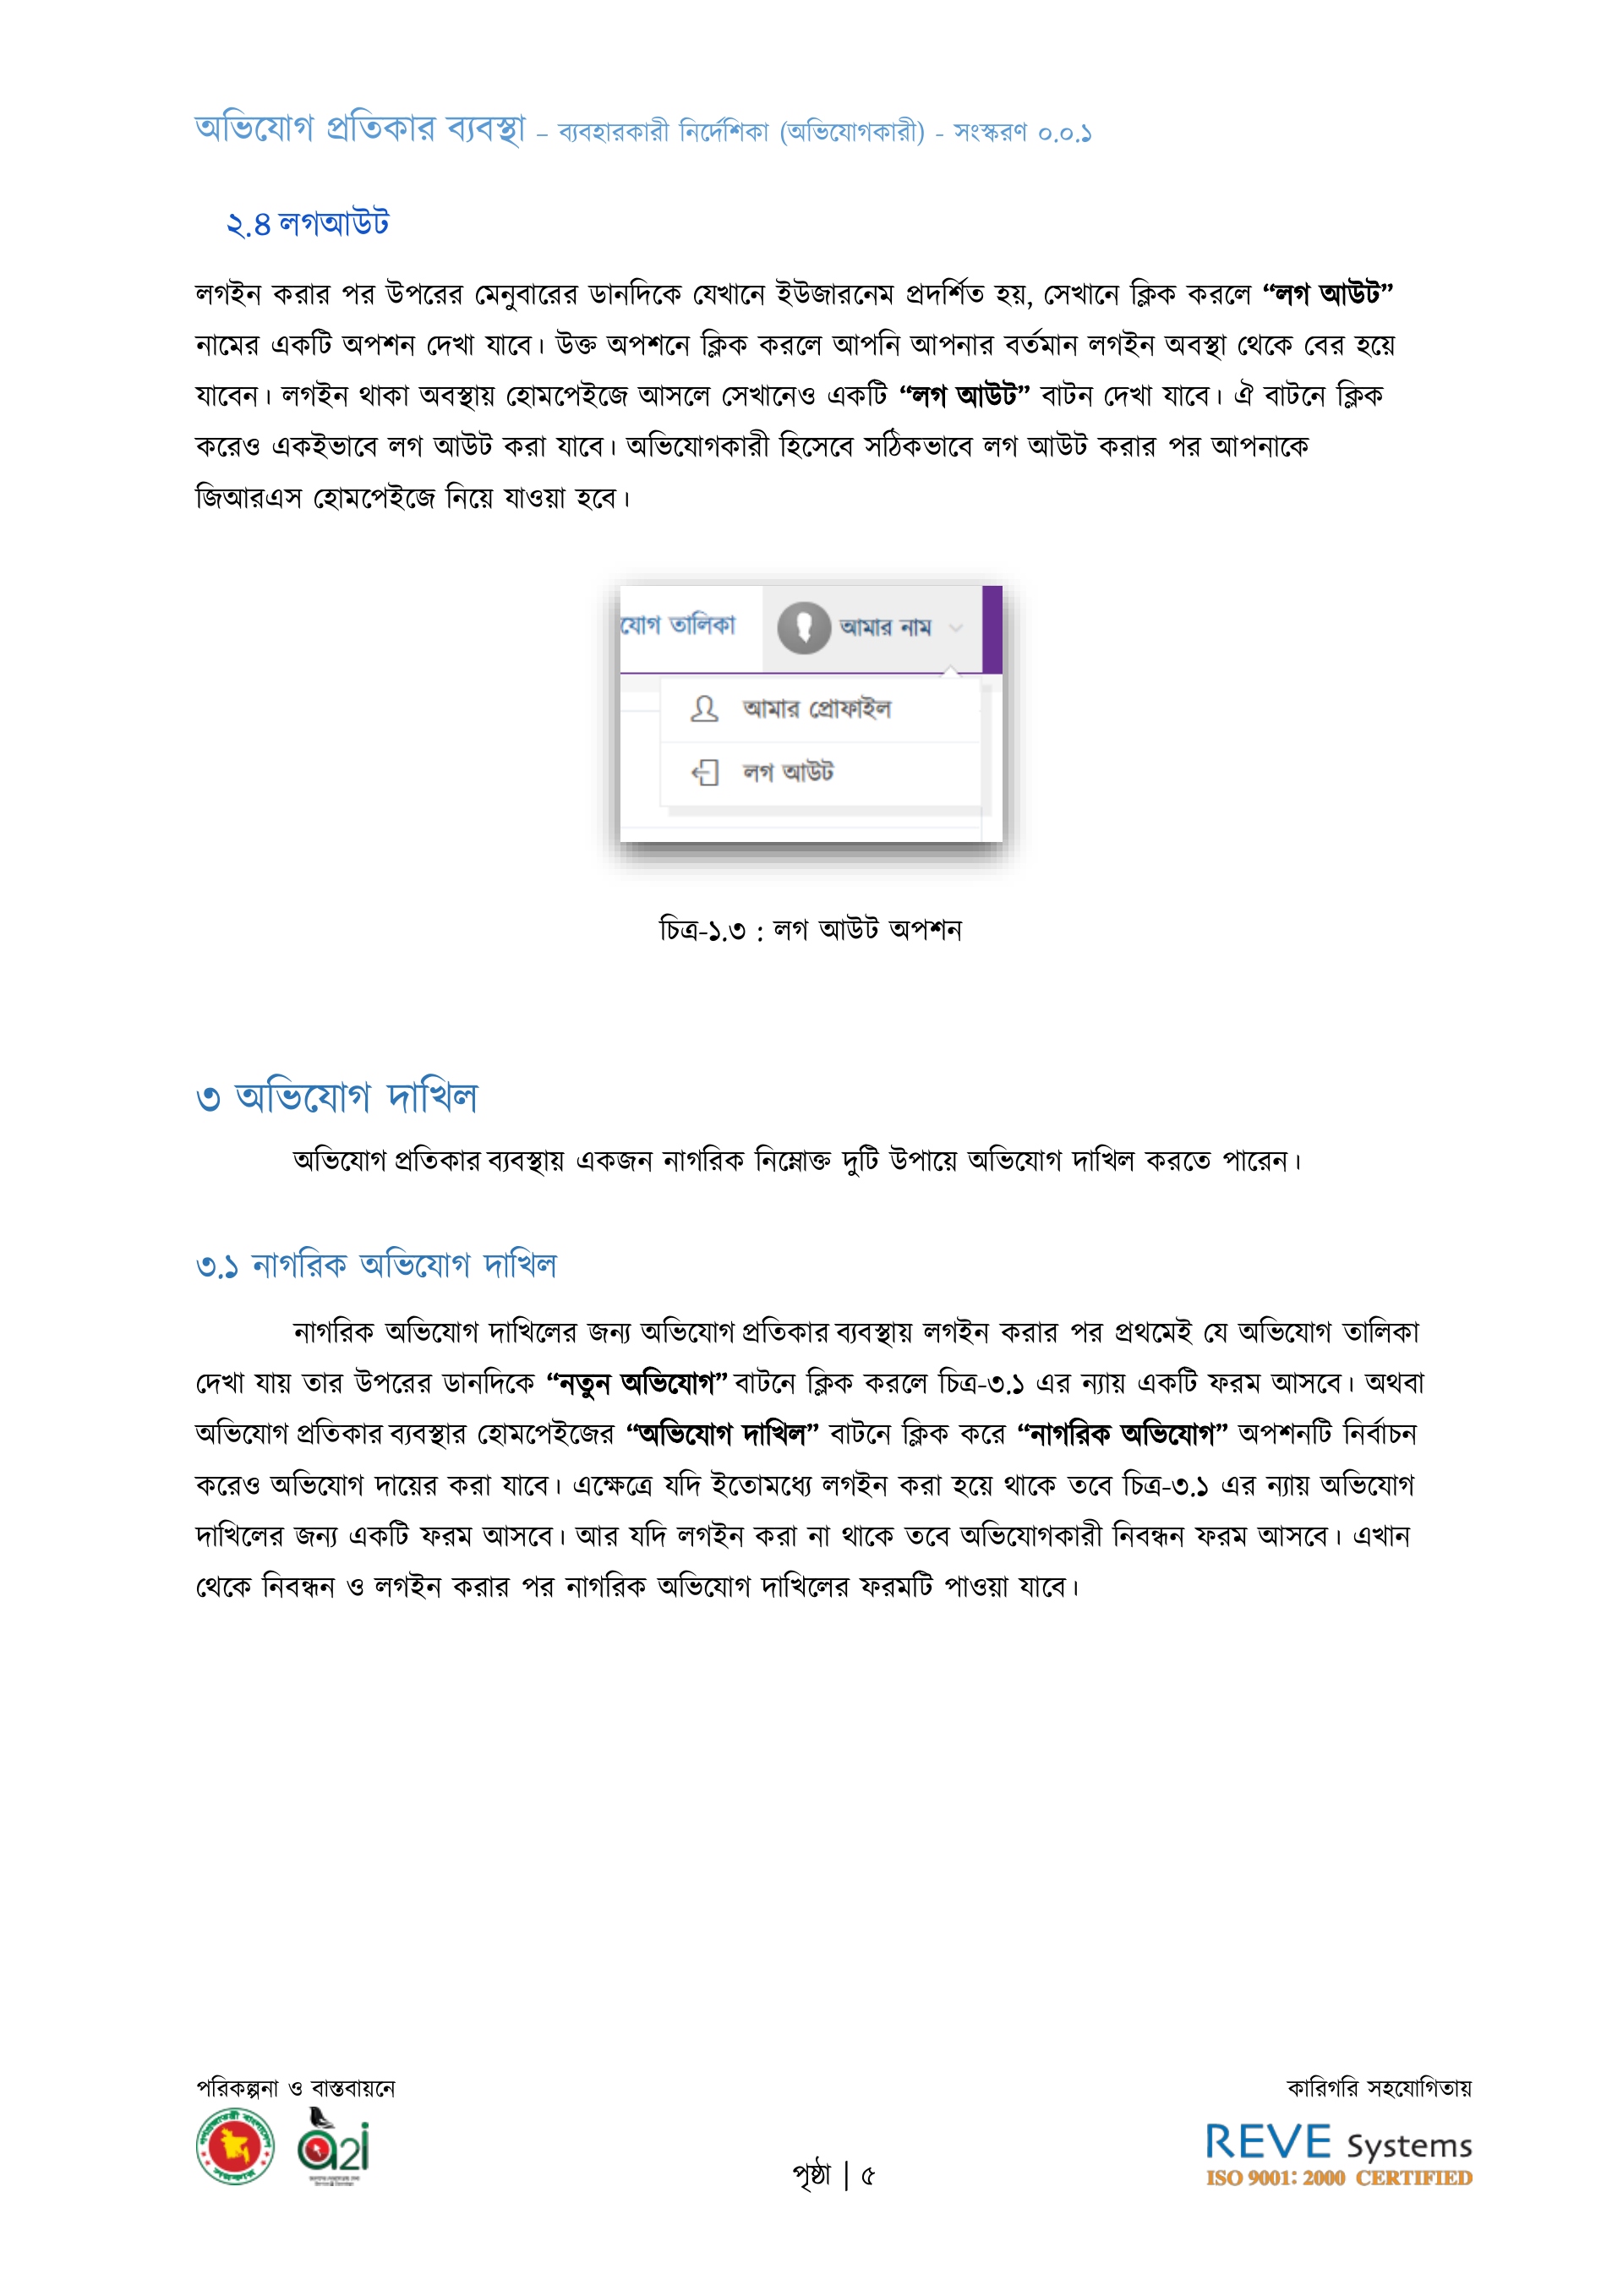 অভিযোগ প্রতিকার ব্যবস্থা – ব্যবহারকারী নির্দেশিকা (অভিযোগকারী) - সংস্করণ ০.০.১
২.৪ লগআউট
লগইন করার পর উপরের মেনুবারের ডানদিকে যেখানে ইউজারনেম প্রদর্শিত হয়, সেখানে ক্লিক করলে “লগ আউট”
নামের একটি অপশন দেখা যাবে। উক্ত অপশনে ক্লিক করলে আপনি আপনার বর্তমান লগইন অবস্থা থেকে বের হয়ে
যাবেন। লগইন থাকা অবস্থায় হোমপেইজে আসলে সেখানেও একটি “লগ আউট” বাটন দেখা যাবে। ঐ বাটনে ক্লিক
করেও একইভাবে লগ আউট করা যাবে। অভিযোগকারী হিসেবে সঠিকভাবে লগ আউট করার পর আপনাকে
জিআরএস হোমপেইজে নিয়ে যাওয়া হবে।
যোগ তালিকা আমার নাম
আমার প্রোফাইল
লগ আউট
চিত্র-১.৩ : লগ আউট অপশন
৩ অভিযোগ দাখিল
অভিযোগ প্রতিকার ব্যবস্থায় একজন নাগরিক নিম্নোক্ত দুটি উপায়ে অভিযোগ দাখিল করতে পারেন।
৩.১ নাগরিক অভিযোগ দাখিল
নাগরিক অভিযোগ দাখিলের জন্য অভিযোগ প্রতিকার ব্যবস্থায় লগইন করার পর প্রথমেই যে অভিযোগ তালিকা
দেখা যায় তার উপরের ডানদিকে “নতুন অভিযোগ” বাটনে ক্লিক করলে চিত্র-৩.১ এর ন্যায় একটি ফরম আসবে। অথবা
অভিযোগ প্রতিকার ব্যবস্থার হোমপেইজের “অভিযোগ দাখিল” বাটনে ক্লিক করে “নাগরিক অভিযোগ” অপশনটি নির্বাচন
করেও অভিযোগ দায়ের করা যাবে। এক্ষেত্রে যদি ইতোমধ্যে লগইন করা হয়ে থাকে তবে চিত্র-৩.১ এর ন্যায় অভিযোগ
দাখিলের জন্য একটি ফরম আসবে। আর যদি লগইন করা না থাকে তবে অভিযোগকারী নিবন্ধন ফরম আসবে। এখান
থেকে নিবন্ধন ও লগইন করার পর নাগরিক অভিযোগ দাখিলের ফরমটি পাওয়া যাবে।
পরিকল্পনা ও বাস্তবায়নে
কারিগরি সহযোগিতায়
গণপ্রজাতন্ত্রী বাংলাদেশ
সরকার
a2i
REVE Systems
ISO 9001: 2000 CERTIFIED
পৃষ্ঠা | ৫